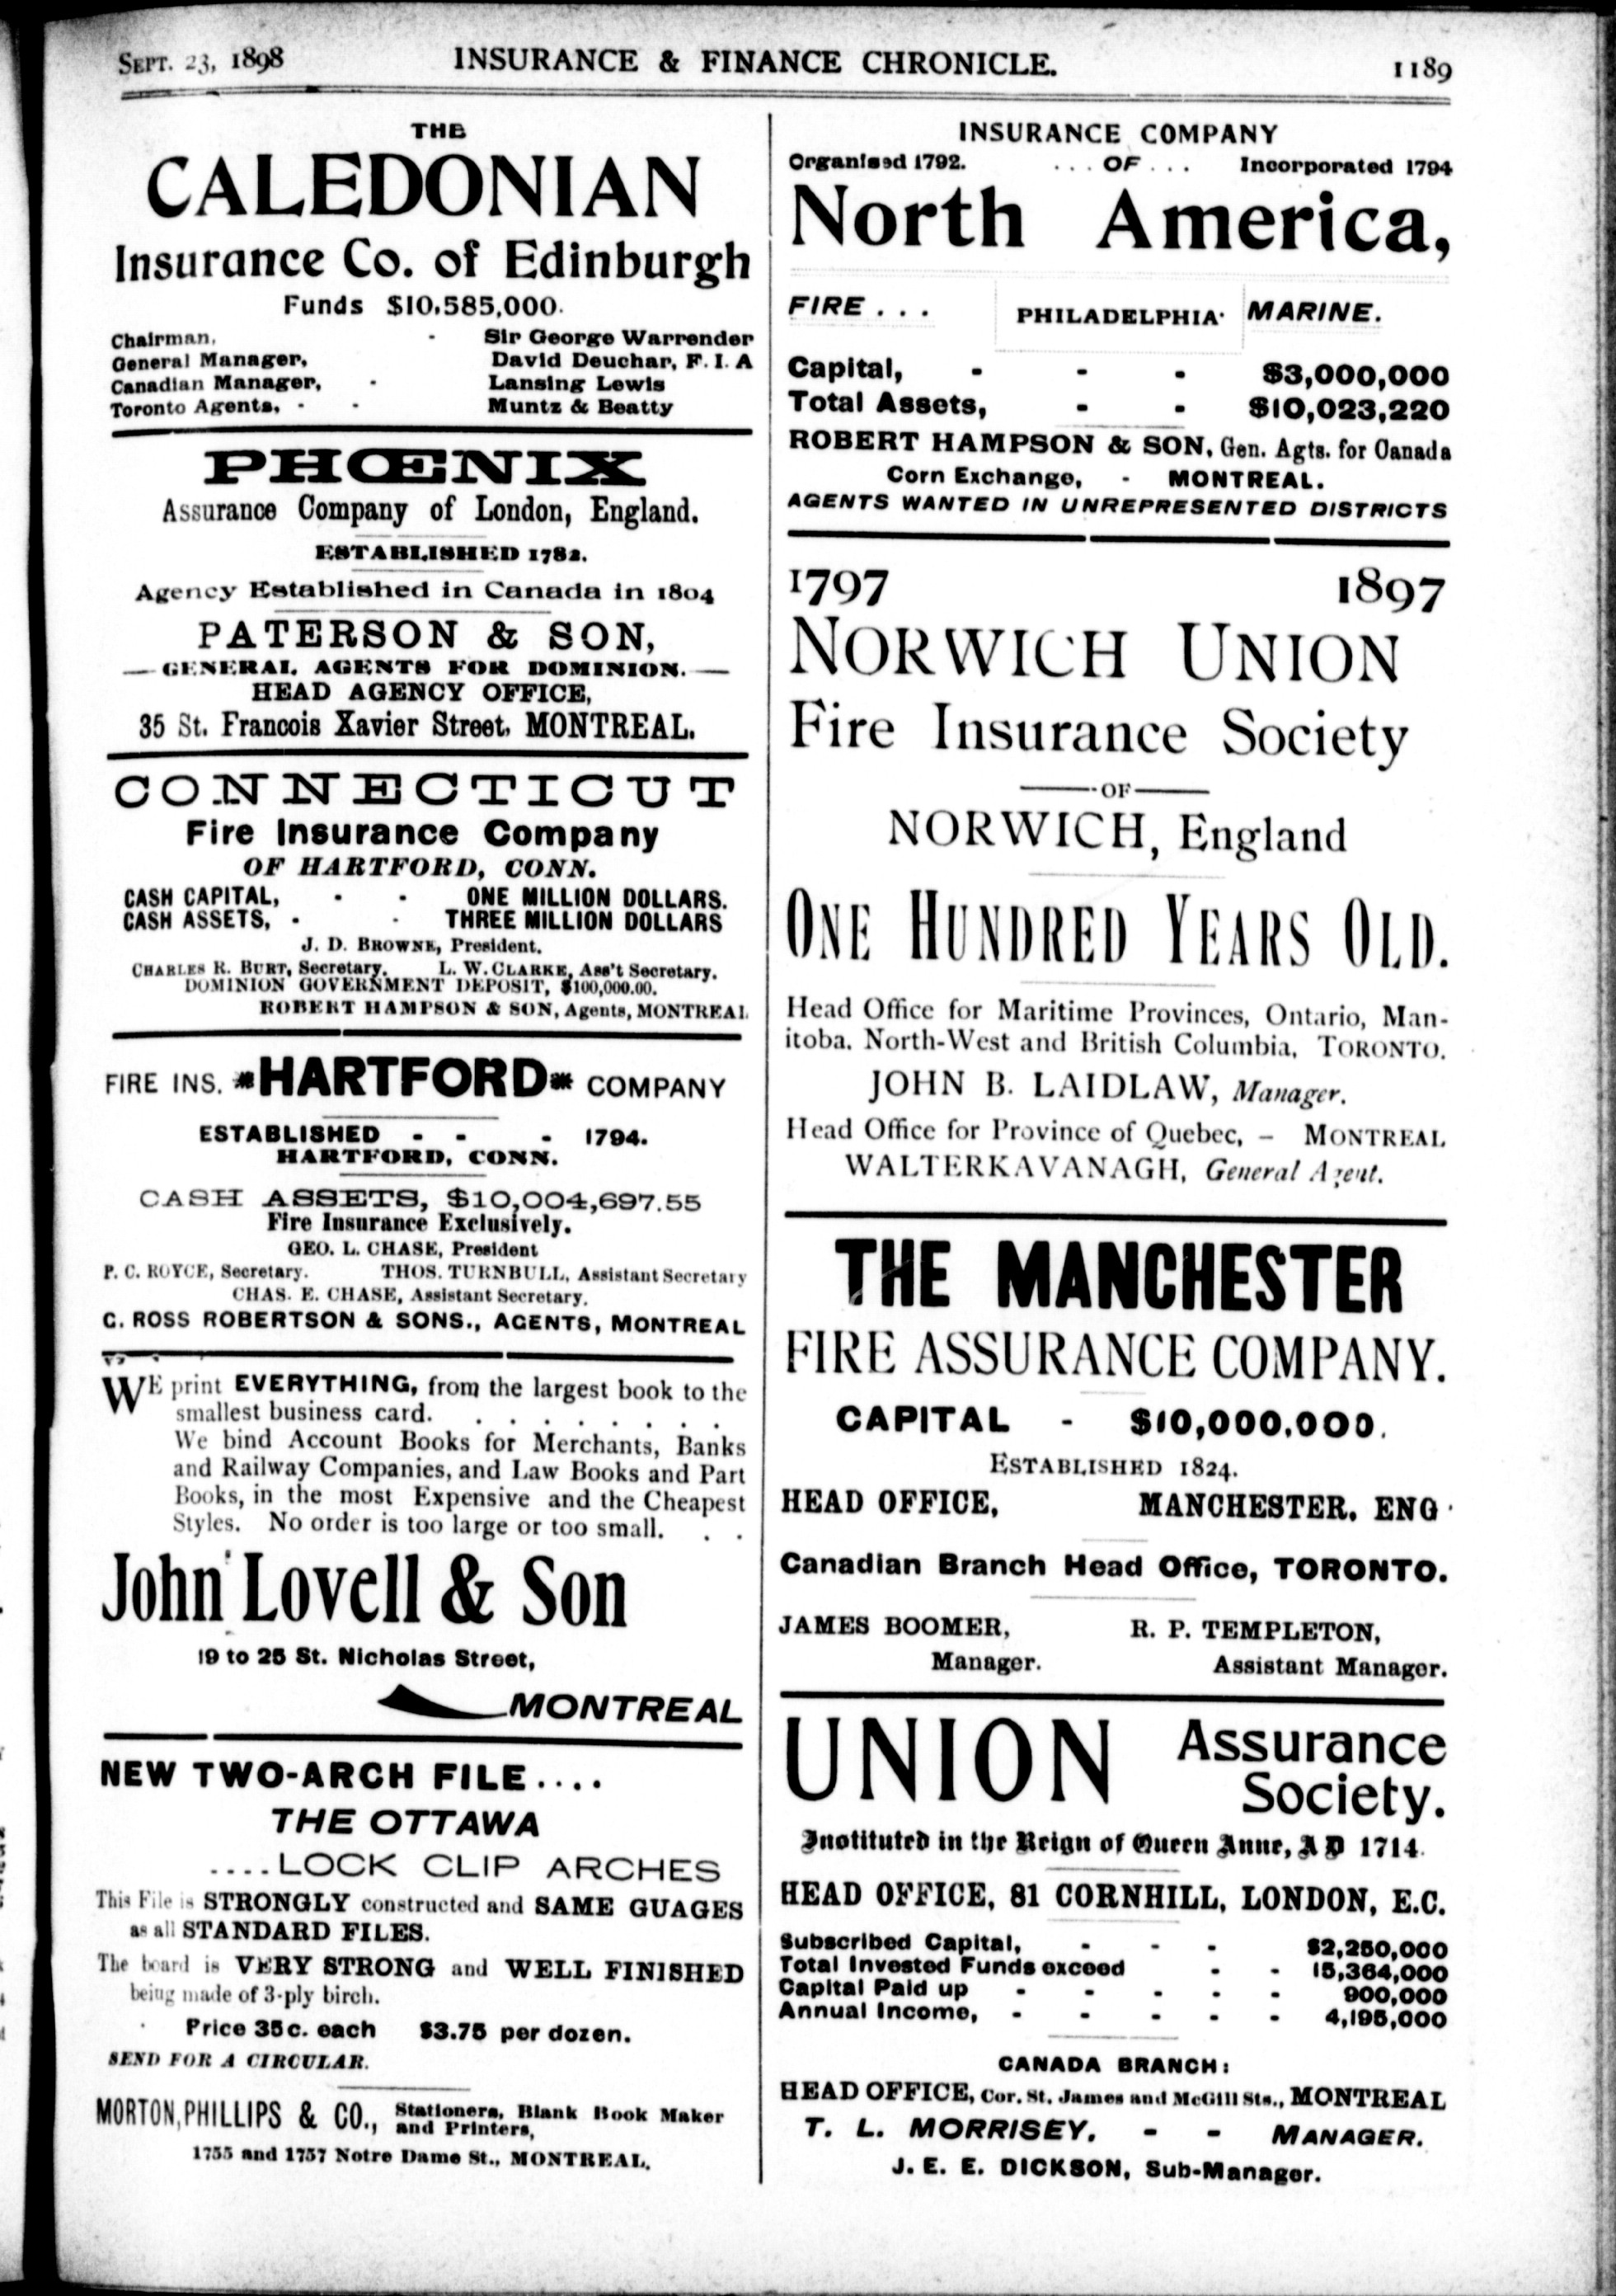 SEPT. 23, 1898 INSURANCE & FINANCE CHRONICLE. 1189
THE
CALEDONIAN
Insurance Co. of Edinburgh
Funds $10,585,000.
Chairman, - Sir George Warrender
General Manager, David Deuchar, F. I. A
Canadian Manager, - Lansing Lewis
Toronto Agents, - - Muntz & Beatty
PHŒNIX
Assurance Company of London, England.
ESTABLISHED 1782.
Agency Established in Canada in 1804
PATERSON & SON,
— GENERAL AGENTS FOR DOMINION. —
HEAD AGENCY OFFICE,
35 St. Francois Xavier Street, MONTREAL.
CONNECTICUT
Fire Insurance Company
OF HARTFORD, CONN.
CASH CAPITAL, - - ONE MILLION DOLLARS.
CASH ASSETS, - - THREE MILLION DOLLARS
J. D. BROWNE, President.
CHARLES R. BURT, Secretary. L. W. CLARKE, Ass't Secretary.
DOMINION GOVERNMENT DEPOSIT, $100,000.00.
ROBERT HAMPSON & SON, Agents, MONTREAL
FIRE INS. HARTFORD COMPANY
ESTABLISHED - - - 1794.
HARTFORD, CONN.
CASH ASSETS, $10,004,697.55
Fire Insurance Exclusively.
GEO. L. CHASE, President
P. C. ROYCE, Secretary. THOS. TURNBULL, Assistant Secretary
CHAS. E. CHASE, Assistant Secretary.
C. ROSS ROBERTSON & SONS., AGENTS, MONTREAL
WE print EVERYTHING, from the largest book to the
smallest business card. . . . . . . . .
We bind Account Books for Merchants, Banks
and Railway Companies, and Law Books and Part
Books, in the most Expensive and the Cheapest
Styles. No order is too large or too small. . .
John Lovell & Son
19 to 25 St. Nicholas Street,
MONTREAL
NEW TWO-ARCH FILE....
THE OTTAWA
....LOCK CLIP ARCHES
This File is STRONGLY constructed and SAME GUAGES
as all STANDARD FILES.
The board is VERY STRONG and WELL FINISHED
being made of 3-ply birch.
Price 35c. each $3.75 per dozen.
SEND FOR A CIRCULAR.
MORTON, PHILLIPS & CO., Stationers, Blank Book Maker
and Printers,
1755 and 1757 Notre Dame St., MONTREAL.
INSURANCE COMPANY
Organised 1792. ... OF ... Incorporated 1794
North America,
FIRE ... PHILADELPHIA. MARINE.
Capital, - - - $3,000,000
Total Assets, - - $10,023,220
ROBERT HAMPSON & SON, Gen. Agts. for Canada
Corn Exchange, - MONTREAL.
AGENTS WANTED IN UNREPRESENTED DISTRICTS
1797 1897
NORWICH UNION
Fire Insurance Society
—OF—
NORWICH, England
ONE HUNDRED YEARS OLD.
Head Office for Maritime Provinces, Ontario, Man-
itoba, North-West and British Columbia, TORONTO.
JOHN B. LAIDLAW, Manager.
Head Office for Province of Quebec, – MONTREAL
WALTER KAVANAGH, General Agent.
THE MANCHESTER
FIRE ASSURANCE COMPANY.
CAPITAL - $10,000,000.
ESTABLISHED 1824.
HEAD OFFICE, MANCHESTER, ENG.
Canadian Branch Head Office, TORONTO.
JAMES BOOMER, R. P. TEMPLETON,
Manager. Assistant Manager.
UNION Assurance
Society.
Instituted in the Reign of Queen Anne, A D 1714.
HEAD OFFICE, 81 CORNHILL, LONDON, E.C.
Subscribed Capital, - - - $2,250,000
Total Invested Funds exceed - - 15,364,000
Capital Paid up - - - - - 900,000
Annual Income, - - - - - 4,195,000
CANADA BRANCH:
HEAD OFFICE, Cor. St. James and McGill Sts., MONTREAL
T. L. MORRISEY, - - MANAGER.
J. E. E. DICKSON, Sub-Manager.